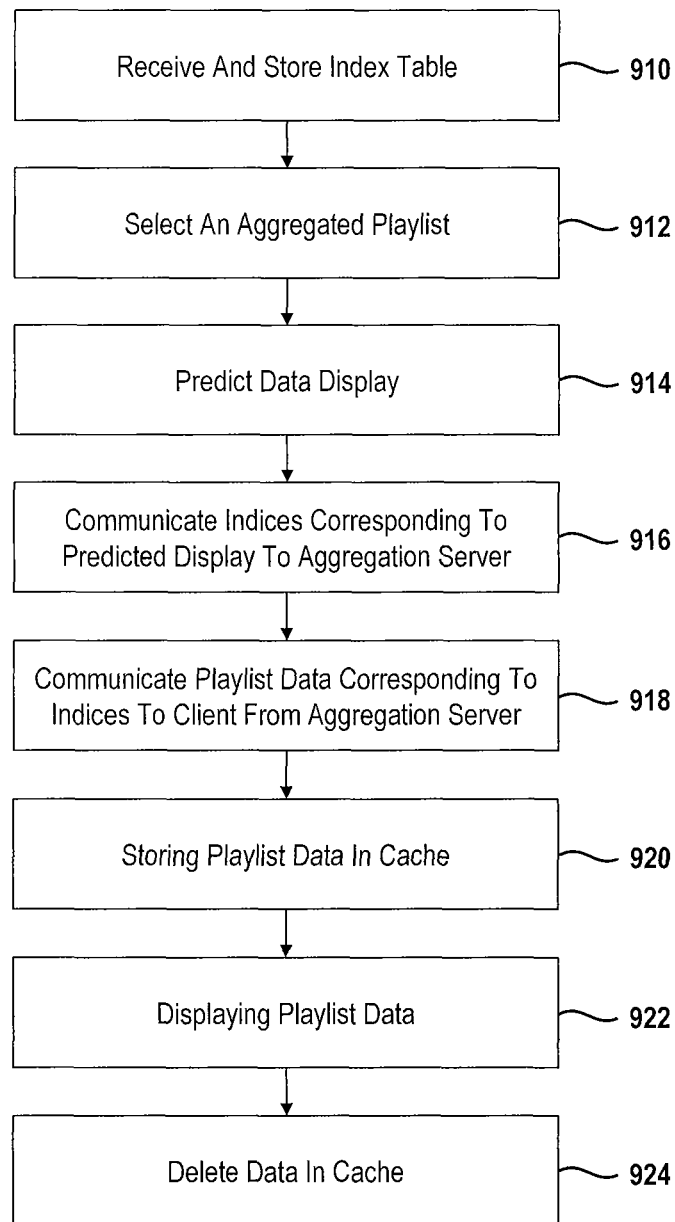 Receive And Store Index Table
910
Select An Aggregated Playlist
912
Predict Data Display
914
Communicate Indices Corresponding To
Predicted Display To Aggregation Server
916
Communicate Playlist Data Corresponding To
Indices To Client From Aggregation Server
918
Storing Playlist Data In Cache
920
Displaying Playlist Data
922
Delete Data In Cache
924